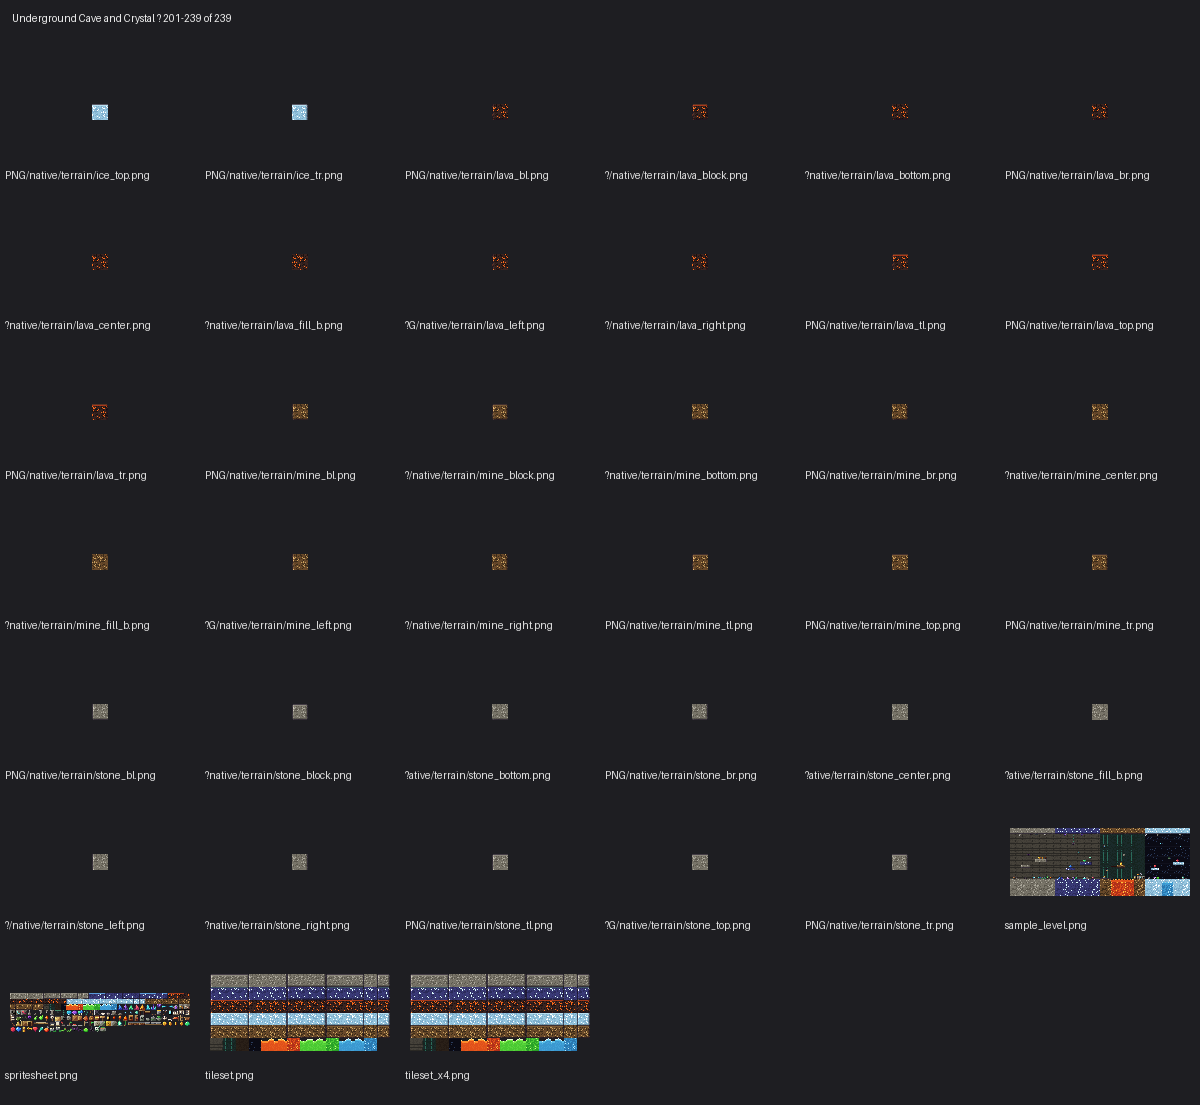 Underground Cave and Crystal ? 201-239 of 239
PNG/native/terrain/ice_top.png
PNG/native/terrain/ice_tr.png
PNG/native/terrain/lava_bl.png
?/native/terrain/lava_block.png
?native/terrain/lava_bottom.png
PNG/native/terrain/lava_br.png
?native/terrain/lava_center.png
?native/terrain/lava_fill_b.png
?G/native/terrain/lava_left.png
?/native/terrain/lava_right.png
PNG/native/terrain/lava_tl.png
PNG/native/terrain/lava_top.png
PNG/native/terrain/lava_tr.png
PNG/native/terrain/mine_bl.png
?/native/terrain/mine_block.png
?native/terrain/mine_bottom.png
PNG/native/terrain/mine_br.png
?native/terrain/mine_center.png
?native/terrain/mine_fill_b.png
?G/native/terrain/mine_left.png
?/native/terrain/mine_right.png
PNG/native/terrain/mine_tl.png
PNG/native/terrain/mine_top.png
PNG/native/terrain/mine_tr.png
PNG/native/terrain/stone_bl.png
?native/terrain/stone_block.png
?ative/terrain/stone_bottom.png
PNG/native/terrain/stone_br.png
?ative/terrain/stone_center.png
?ative/terrain/stone_fill_b.png
?/native/terrain/stone_left.png
?native/terrain/stone_right.png
PNG/native/terrain/stone_tl.png
?G/native/terrain/stone_top.png
PNG/native/terrain/stone_tr.png
sample_level.png
spritesheet.png
tileset.png
tileset_x4.png